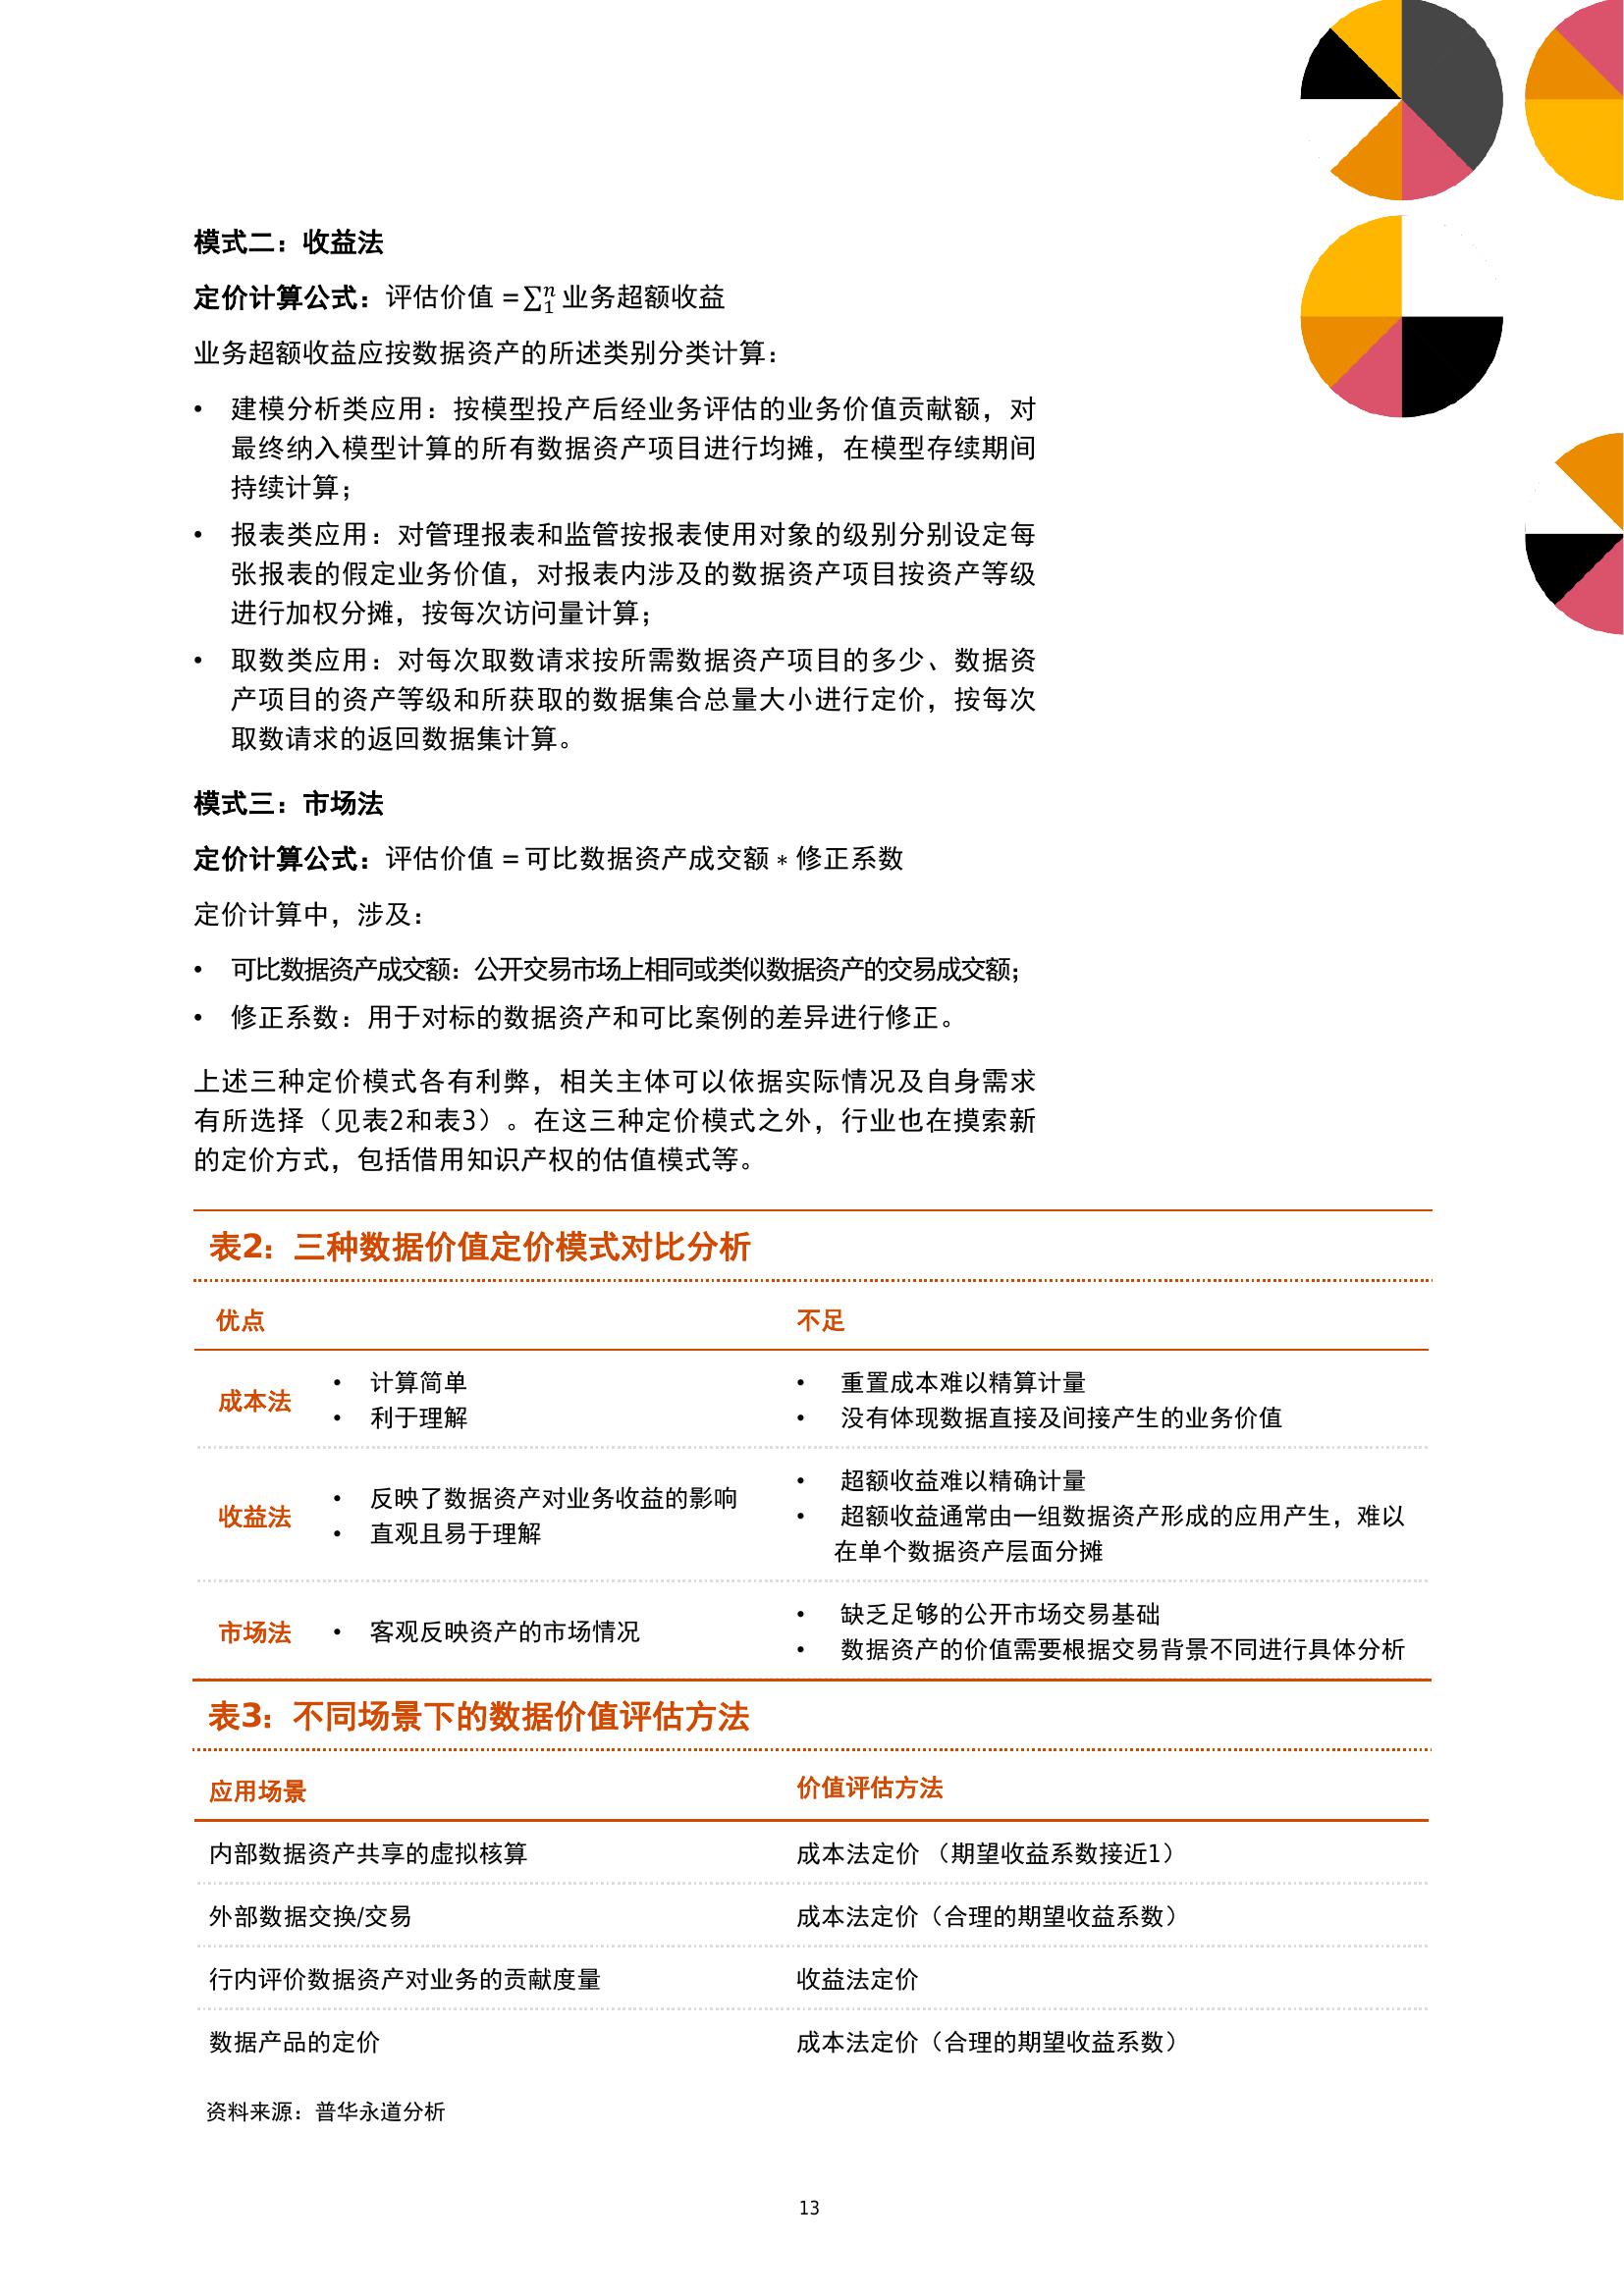 模式二：收益法
定价计算公式：评估价值 =∑₁ⁿ 业务超额收益
业务超额收益应按数据资产的所述类别分类计算：
• 建模分析类应用：按模型投产后经业务评估的业务价值贡献额，对
最终纳入模型计算的所有数据资产项目进行均摊，在模型存续期间
持续计算；
• 报表类应用：对管理报表和监管按报表使用对象的级别分别设定每
张报表的假定业务价值，对报表内涉及的数据资产项目按资产等级
进行加权分摊，按每次访问量计算；
• 取数类应用：对每次取数请求按所需数据资产项目的多少、数据资
产项目的资产等级和所获取的数据集合总量大小进行定价，按每次
取数请求的返回数据集计算。
模式三：市场法
定价计算公式：评估价值 = 可比数据资产成交额 * 修正系数
定价计算中，涉及：
• 可比数据资产成交额：公开交易市场上相同或类似数据资产的交易成交额；
• 修正系数：用于对标的数据资产和可比案例的差异进行修正。
上述三种定价模式各有利弊，相关主体可以依据实际情况及自身需求
有所选择（见表2和表3）。在这三种定价模式之外，行业也在摸索新
的定价方式，包括借用知识产权的估值模式等。
表2：三种数据价值定价模式对比分析
优点 不足
成本法
• 计算简单
• 利于理解
• 重置成本难以精算计量
• 没有体现数据直接及间接产生的业务价值
收益法
• 反映了数据资产对业务收益的影响
• 直观且易于理解
• 超额收益难以精确计量
• 超额收益通常由一组数据资产形成的应用产生，难以
在单个数据资产层面分摊
市场法
• 客观反映资产的市场情况
• 缺乏足够的公开市场交易基础
• 数据资产的价值需要根据交易背景不同进行具体分析
表3：不同场景下的数据价值评估方法
应用场景 价值评估方法
内部数据资产共享的虚拟核算 成本法定价 （期望收益系数接近1）
外部数据交换/交易 成本法定价（合理的期望收益系数）
行内评价数据资产对业务的贡献度量 收益法定价
数据产品的定价 成本法定价（合理的期望收益系数）
资料来源：普华永道分析
13